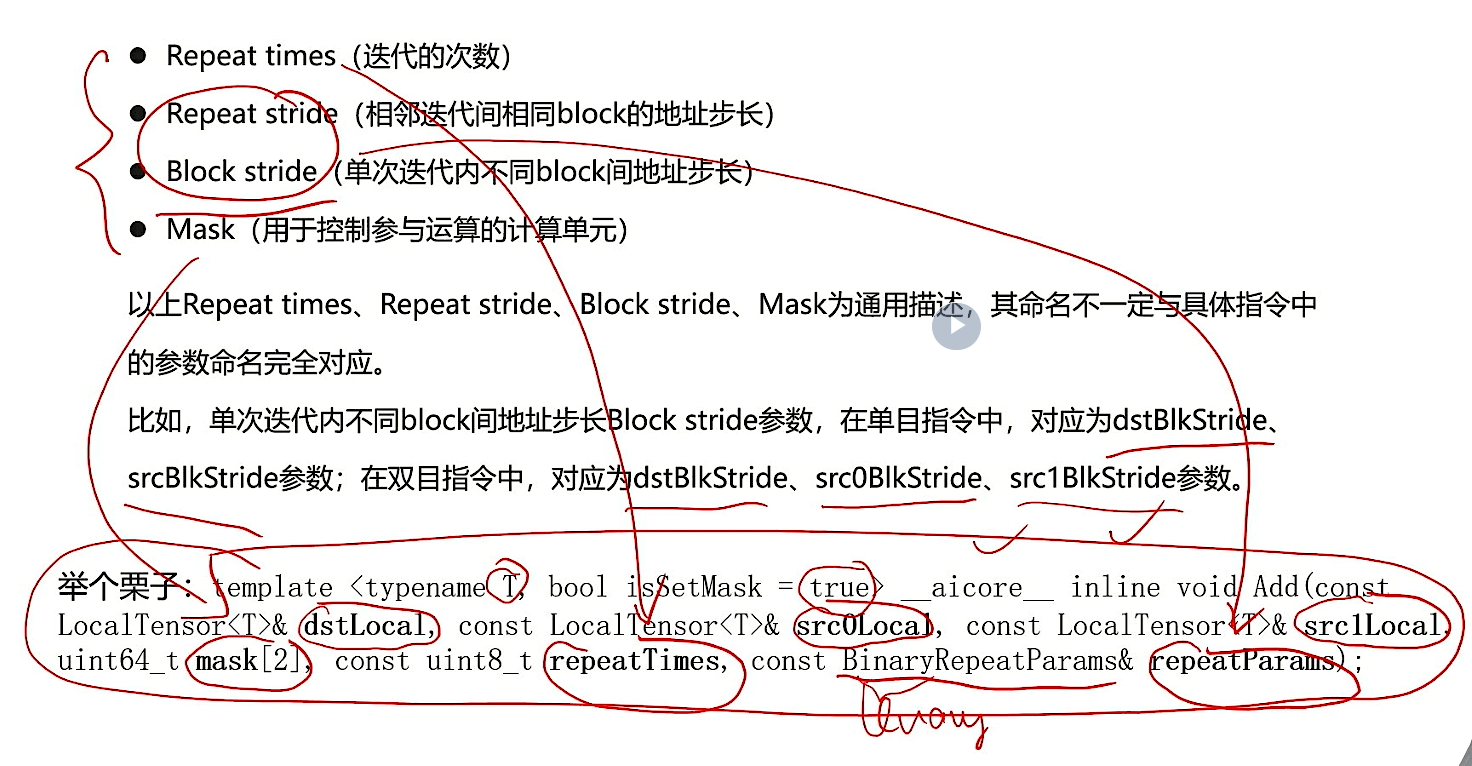 ● Repeat times（迭代的次数）
● Repeat stride（相邻迭代间相同block的地址步长）
● Block stride（单次迭代内不同block间地址步长）
● Mask（用于控制参与运算的计算单元）
以上Repeat times、Repeat stride、Block stride、Mask为通用描述，其命名不一定与具体指令中
的参数命名完全对应。
比如，单次迭代内不同block间地址步长Block stride参数，在单目指令中，对应为dstBlkStride、
srcBlkStride参数；在双目指令中，对应为dstBlkStride、src0BlkStride、src1BlkStride参数。
举个栗子：template <typename T, bool isSetMask = true> __aicore__ inline void Add(const
LocalTensor<T>& dstLocal, const LocalTensor<T>& src0Local, const LocalTensor<T>& src1Local,
uint64_t mask[2], const uint8_t repeatTimes, const BinaryRepeatParams& repeatParams);